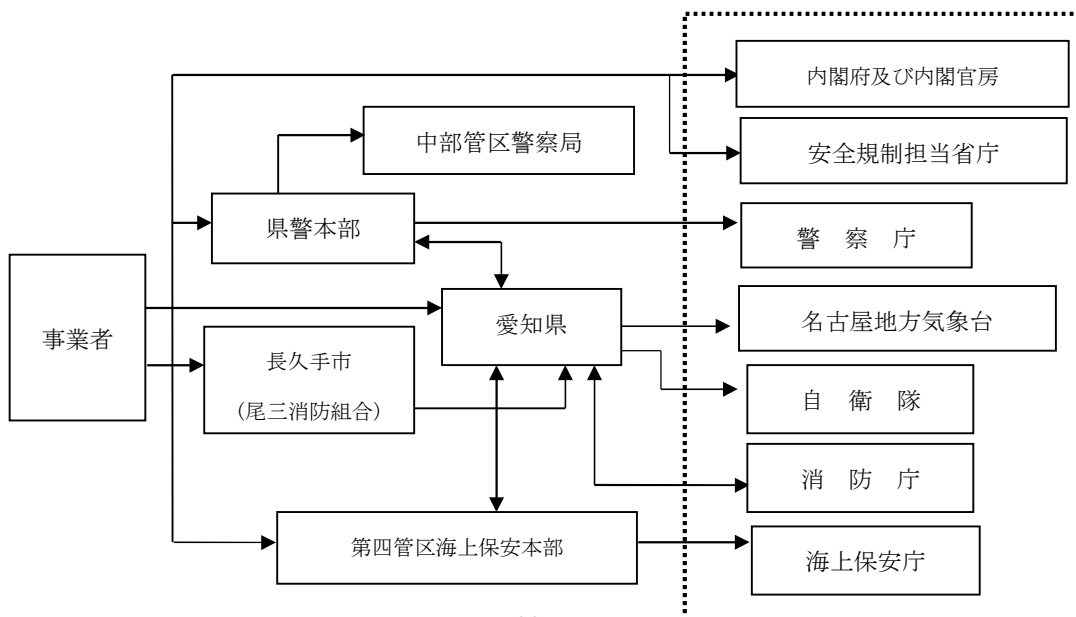 内閣府及び内閣官房
中部管区警察局
安全規制担当省庁
県警本部
警　察　庁
事業者
愛知県
名古屋地方気象台
長久手市
(尾三消防組合)
自　衛　隊
消　防　庁
第四管区海上保安本部
海上保安庁